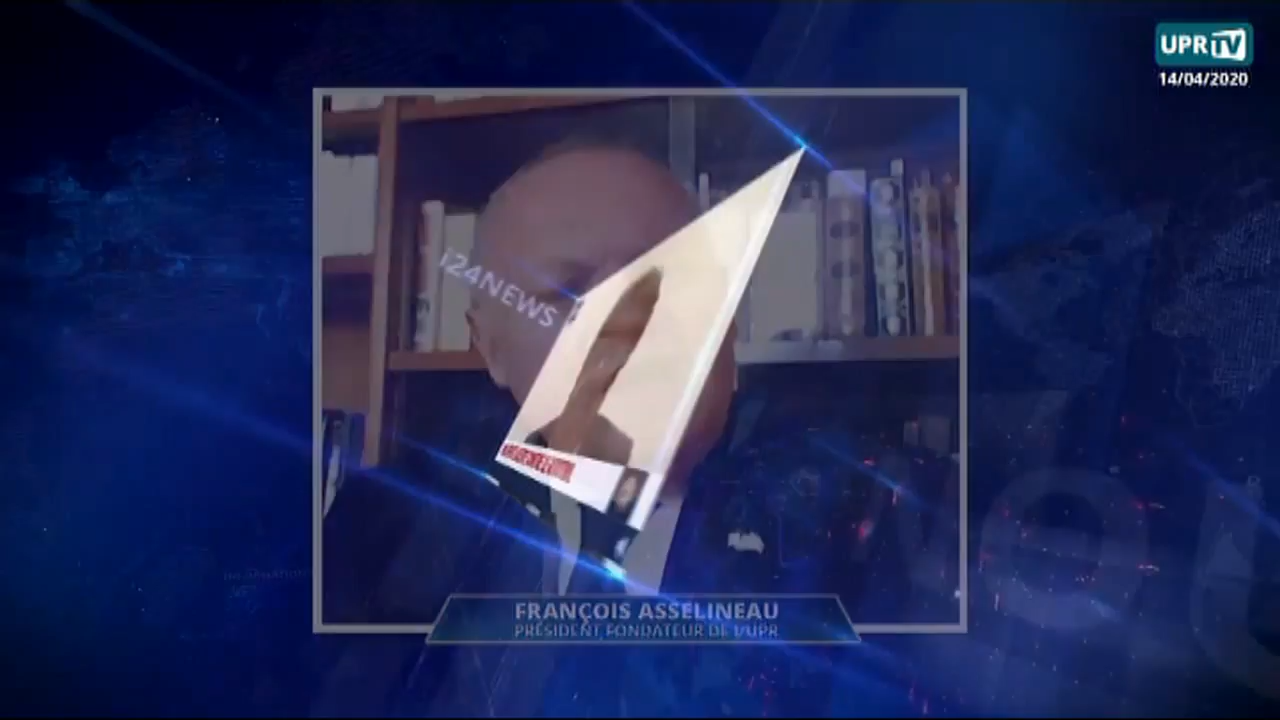 UPR TV
14/04/2020
i24NEWS
FRANÇOIS ASSELINEAU
PRÉSIDENT FONDATEUR DE L'UPR